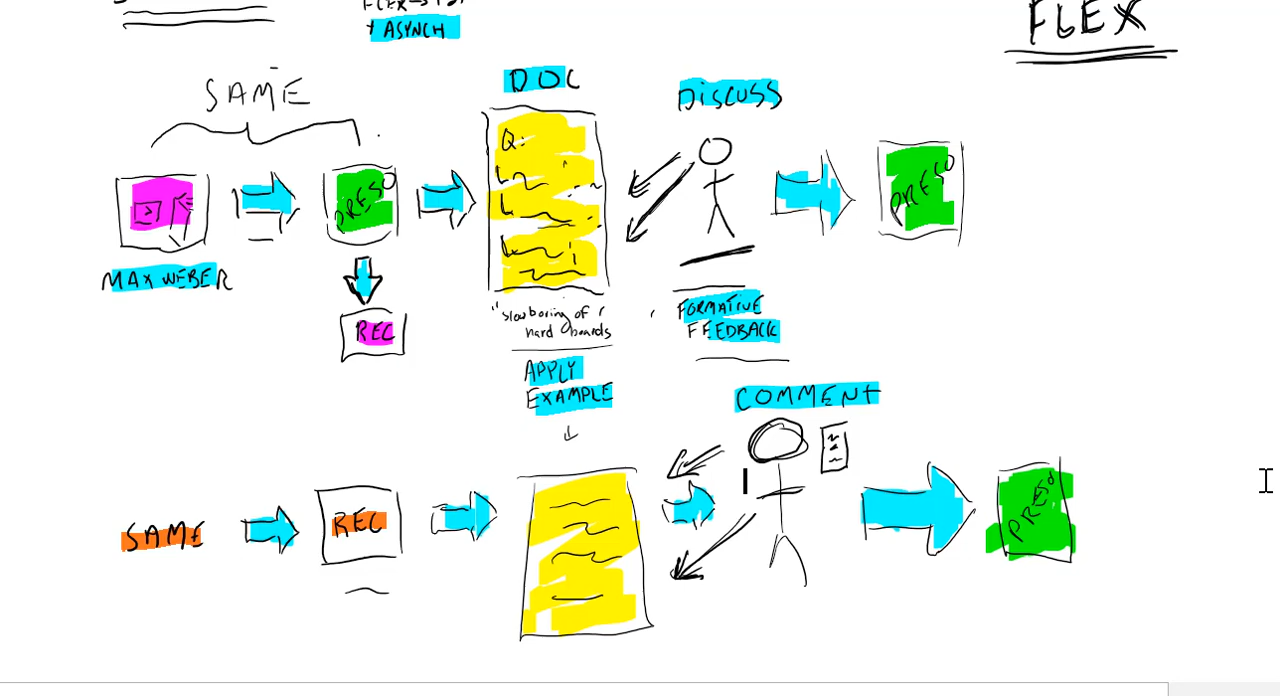 + ASYNCH
FLEX
SAME
DOC
DISCUSS
Q:
PRESO
PRESO
MAX WEBER
REC
"slow boring of
hard boards
FORMATIVE
FEEDBACK
APPLY
EXAMPLE
COMMENT
SAME
REC
PRESO